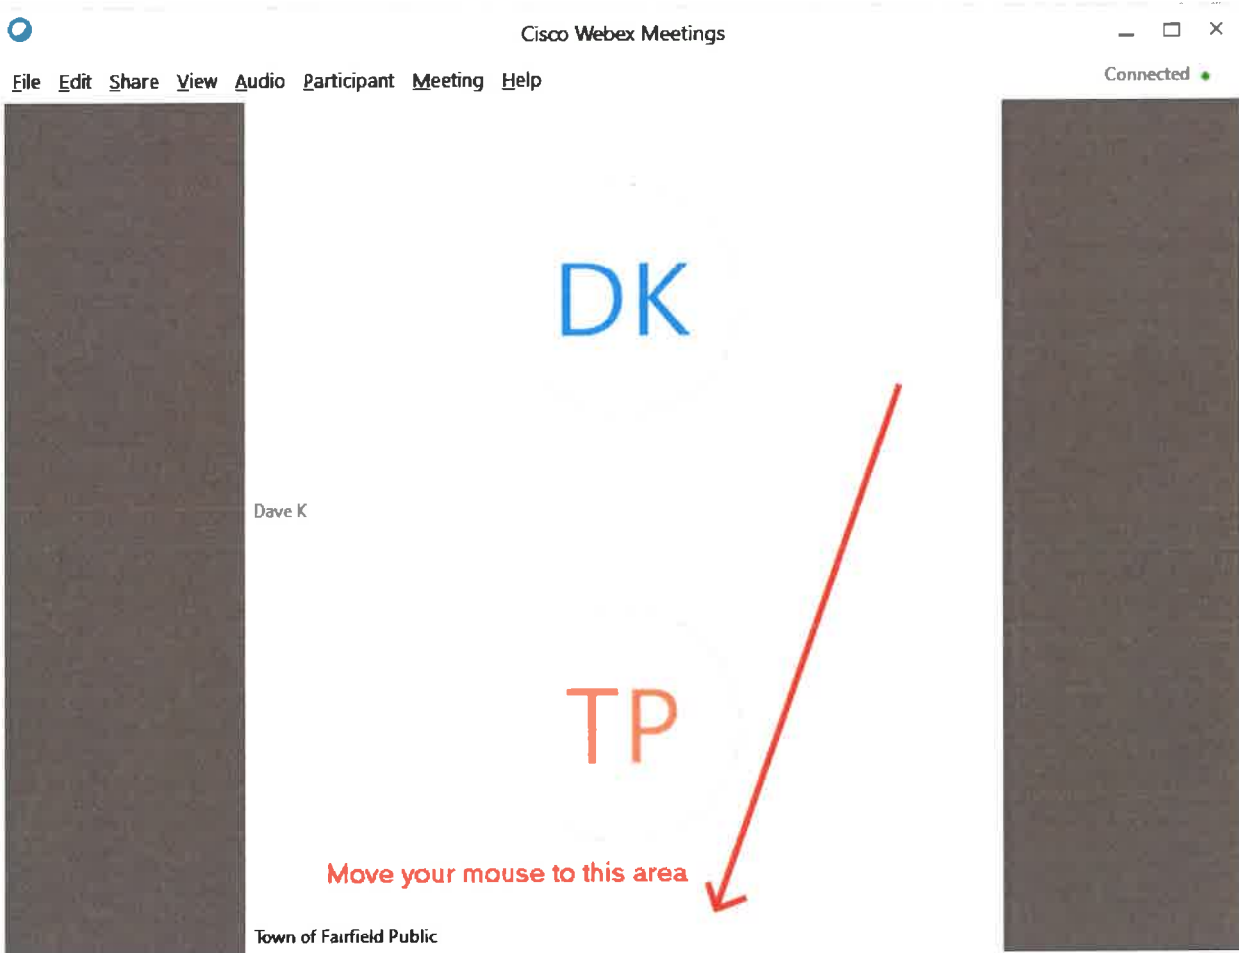 Cisco Webex Meetings
File Edit Share View Audio Participant Meeting Help
Connected
DK
Dave K
TP
Move your mouse to this area
Town of Fairfield Public